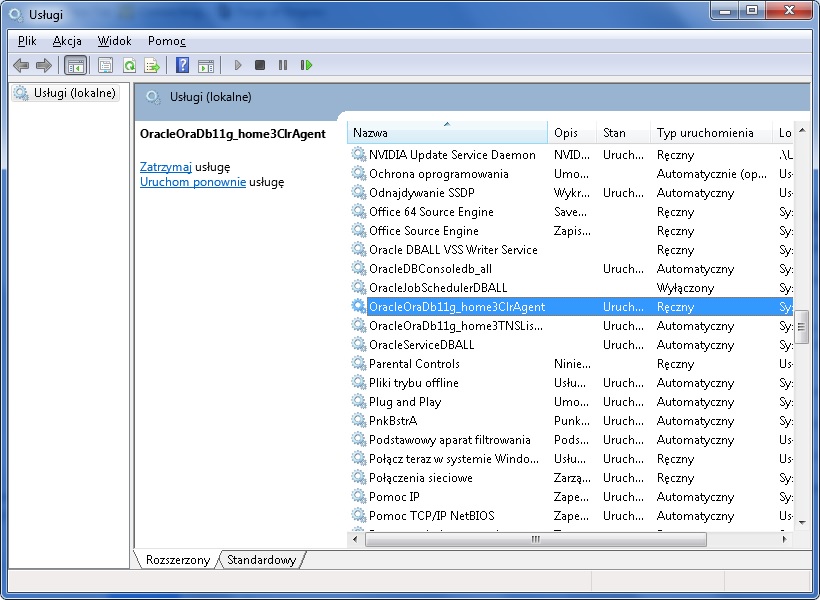 Usługi
Plik Akcja Widok Pomoc
Usługi (lokalne)
Usługi (lokalne)
OracleOraDb11g_home3ClrAgent
Zatrzymaj usługę
Uruchom ponownie usługę
Nazwa Opis Stan Typ uruchomienia Lo
NVIDIA Update Service Daemon NVID... Uruch... Ręczny .\U
Ochrona oprogramowania Umo... Automatycznie (op... Us
Odnajdywanie SSDP Wykr... Uruch... Ręczny Us
Office 64 Source Engine Save... Ręczny Sy
Office Source Engine Zapis... Ręczny Sy
Oracle DBALL VSS Writer Service Ręczny Sy
OracleDBConsoledb_all Uruch... Automatyczny Sy
OracleJobSchedulerDBALL Wyłączony Sy
OracleOraDb11g_home3ClrAgent Uruch... Ręczny Sy
OracleOraDb11g_home3TNSLis... Uruch... Automatyczny Sy
OracleServiceDBALL Uruch... Automatyczny Sy
Parental Controls Ninie... Ręczny Us
Pliki trybu offline Usłu... Uruch... Automatyczny Sy
Plug and Play Umo... Uruch... Automatyczny Sy
PnkBstrA Punk... Uruch... Automatyczny Sy
Podstawowy aparat filtrowania Pods... Uruch... Automatyczny Us
Połącz teraz w systemie Windo... Usłu... Uruch... Ręczny Us
Połączenia sieciowe Zarzą... Uruch... Ręczny Sy
Pomoc IP Zape... Uruch... Automatyczny Sy
Pomoc TCP/IP NetBIOS Zape... Uruch... Automatyczny Us
Rozszerzony Standardowy